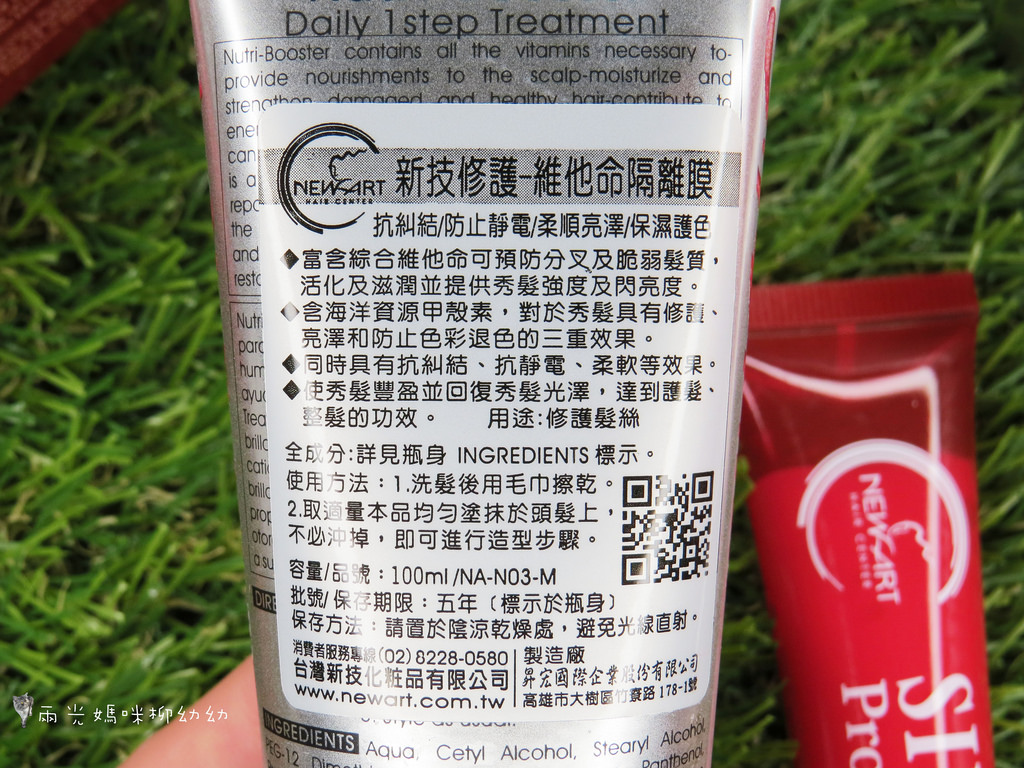 Daily 1step Treatment
Nutri-Booster contains all the vitamins necessary to-
provide nourishments to the scalp-moisturize and
strengthen damaged and healthy hair-contribute to
NEWART
HAIR CENTER
新技修護-維他命隔離膜
抗糾結/防止靜電/柔順亮澤/保濕護色
◆富含綜合維他命可預防分叉及脆弱髮質，
活化及滋潤並提供秀髮強度及閃亮度。
◆含海洋資源甲殼素，對於秀髮具有修護、
亮澤和防止色彩退色的三重效果。
◆同時具有抗糾結、抗靜電、柔軟等效果。
◆使秀髮豐盈並回復秀髮光澤，達到護髮、
整髮的功效。 用途:修護髮絲
全成分:詳見瓶身 INGREDIENTS 標示。
使用方法：1.洗髮後用毛巾擦乾。
2.取適量本品均勻塗抹於頭髮上，
不必沖掉，即可進行造型步驟。
容量/品號：100ml/NA-N03-M
批號/保存期限：五年〔標示於瓶身〕
保存方法：請置於陰涼乾燥處，避免光線直射。
消費者服務專線(02)8228-0580
台灣新技化粧品有限公司
www.newart.com.tw
製造廠
昇宏國際企業股份有限公司
高雄市大樹區竹寮路178-1號
INGREDIENTS Aqua, Cetyl Alcohol, Stearyl Alcohol,
PEG-12
Panthenol,
NEWART
HAIR CENTER
雨光媽咪柳幼幼